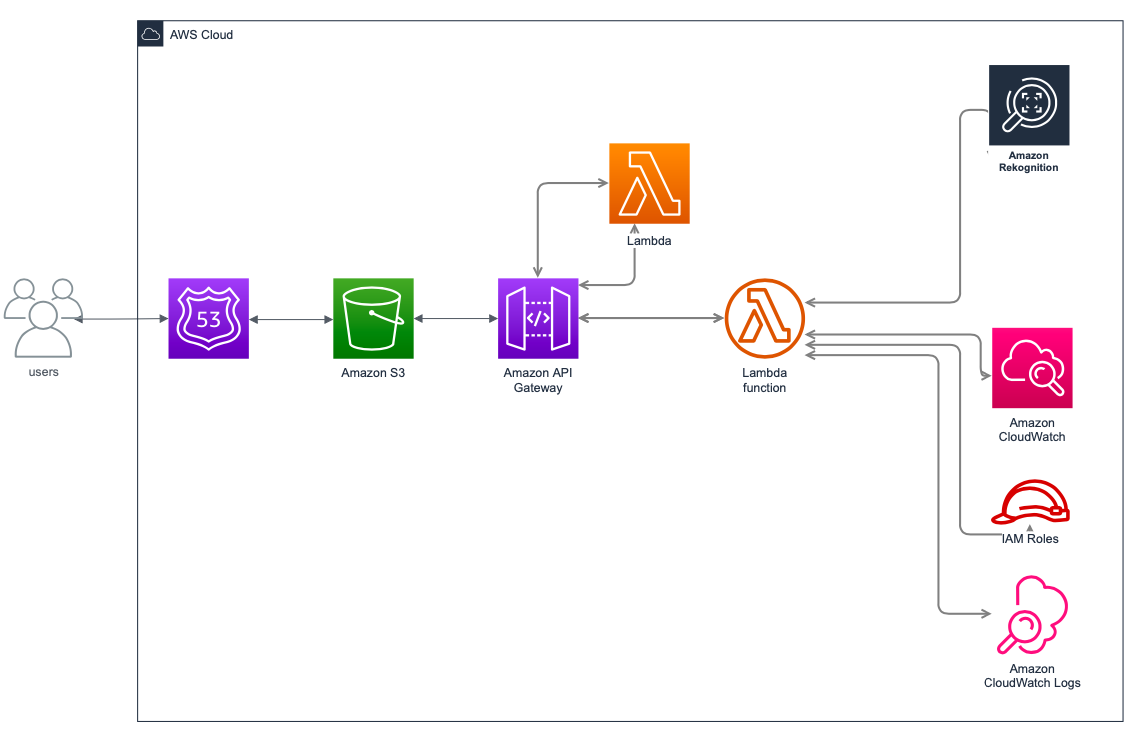 AWS Cloud
Amazon
Rekognition
Lambda
53
users
Amazon S3
Amazon API
Gateway
</>
Lambda
function
Amazon
CloudWatch
IAM Roles
Amazon
CloudWatch Logs